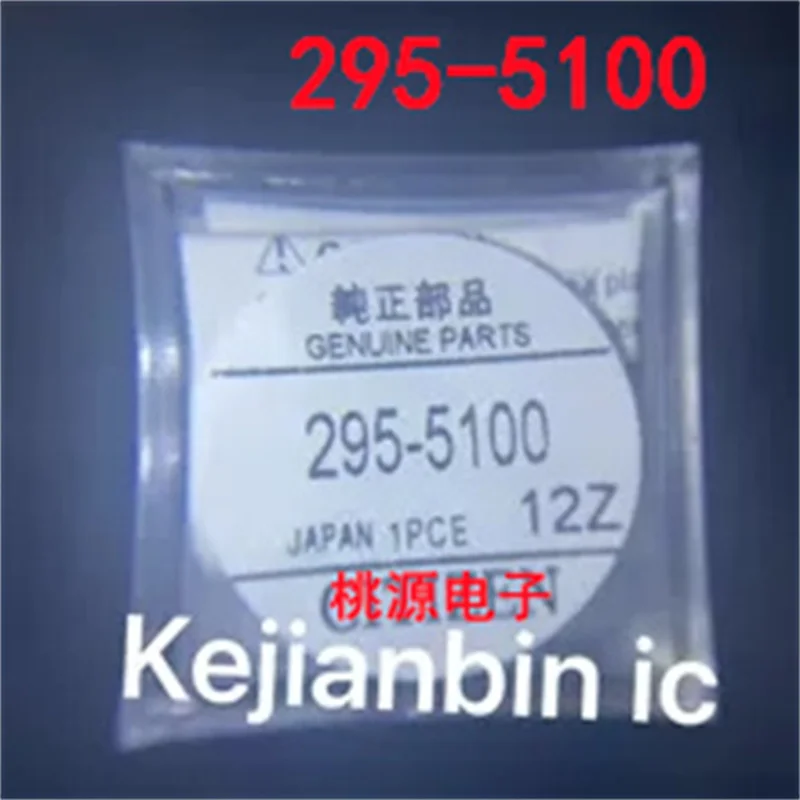 295-5100
純正部品
GENUINE PARTS
295-5100
12Z
JAPAN 1PCE
桃源电子
Kejianbin ic